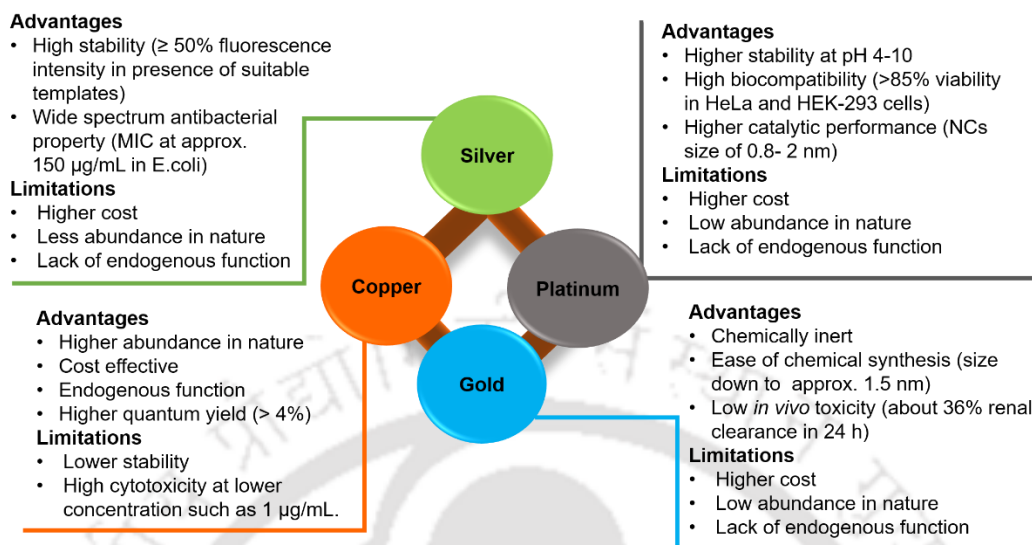 Advantages
• High stability (≥ 50% fluorescence
intensity in presence of suitable
templates)
• Wide spectrum antibacterial
property (MIC at approx.
150 µg/mL in E.coli)
Limitations
• Higher cost
• Less abundance in nature
• Lack of endogenous function
Advantages
• Higher stability at pH 4-10
• High biocompatibility (>85% viability
in HeLa and HEK-293 cells)
• Higher catalytic performance (NCs
size of 0.8- 2 nm)
Limitations
• Higher cost
• Low abundance in nature
• Lack of endogenous function
Silver
Copper
Platinum
Gold
Advantages
• Higher abundance in nature
• Cost effective
• Endogenous function
• Higher quantum yield (> 4%)
Limitations
• Lower stability
• High cytotoxicity at lower
concentration such as 1 µg/mL.
Advantages
• Chemically inert
• Ease of chemical synthesis (size
down to approx. 1.5 nm)
• Low in vivo toxicity (about 36% renal
clearance in 24 h)
Limitations
• Higher cost
• Low abundance in nature
• Lack of endogenous function